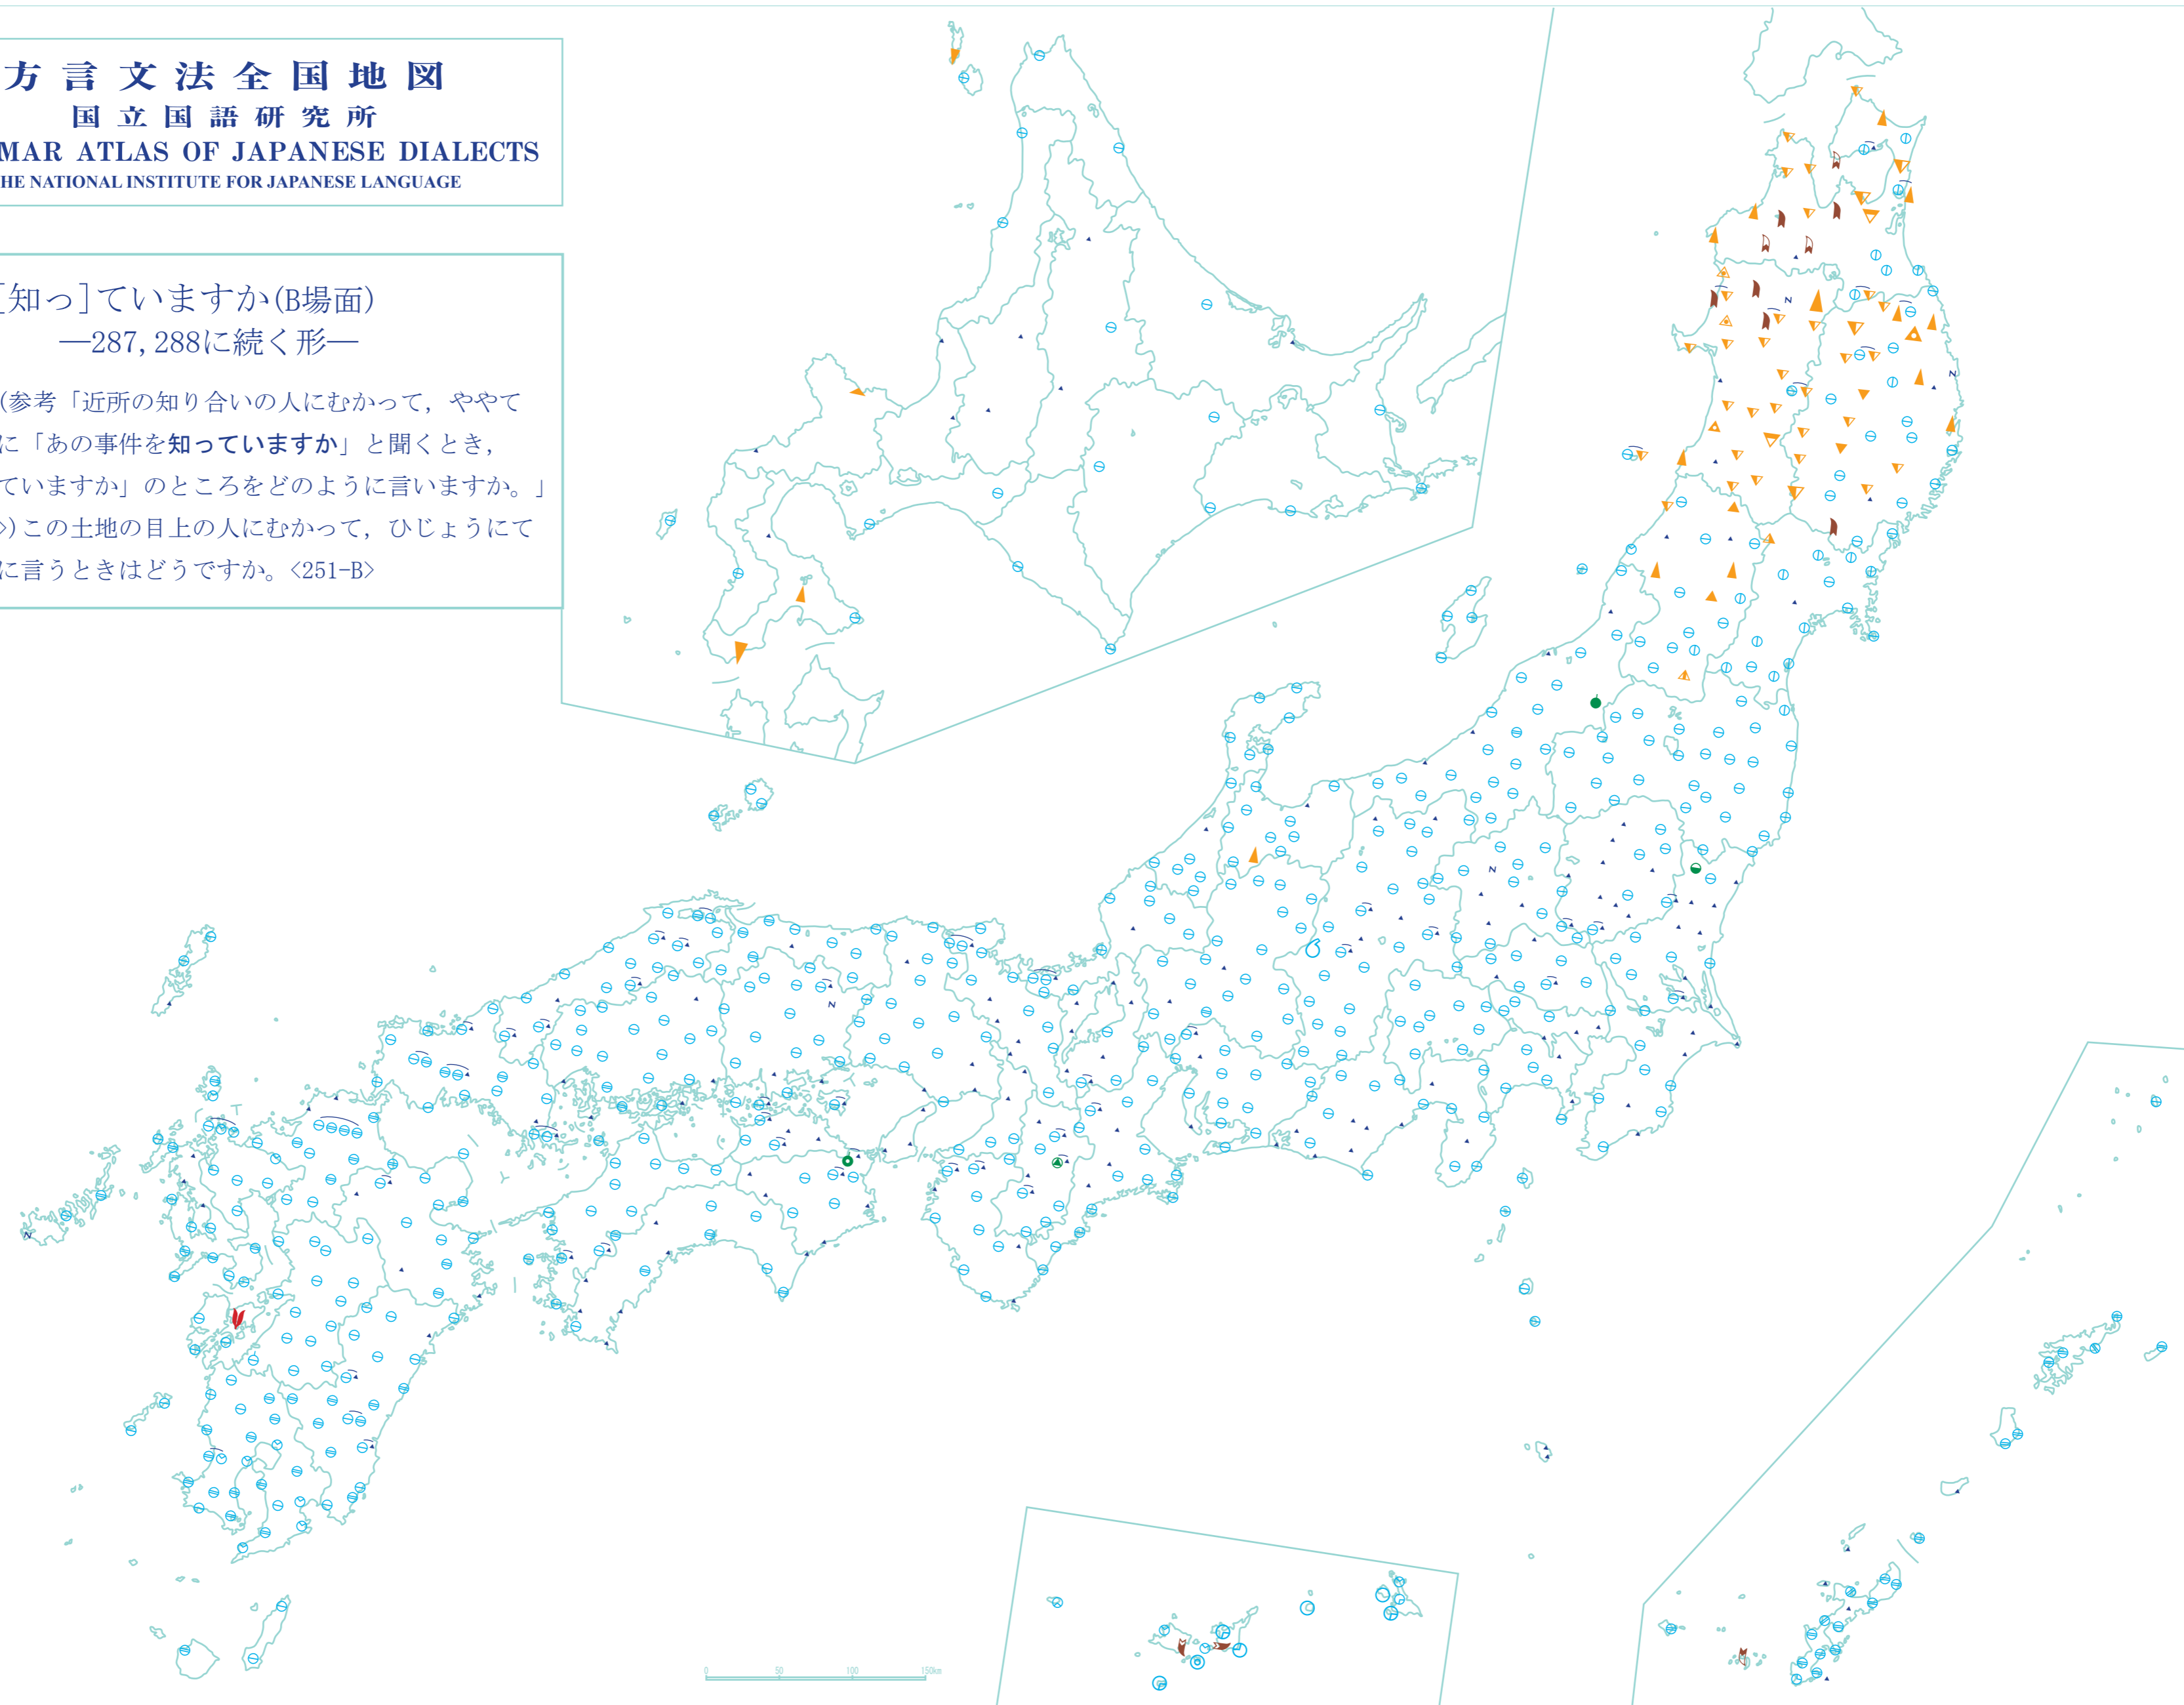 方言文法全国地図
国立国語研究所
MAR ATLAS OF JAPANESE DIALECTS
HE NATIONAL INSTITUTE FOR JAPANESE LANGUAGE
[知っ]ていますか(B場面)
―287,288に続く形―
(参考「近所の知り合いの人にむかって，ややて
に「あの事件を知っていますか」と聞くとき，
ていますか」のところをどのように言いますか。」
>)この土地の目上の人にむかって，ひじょうにて
に言うときはどうですか。<251-B>
0 50 100 150km